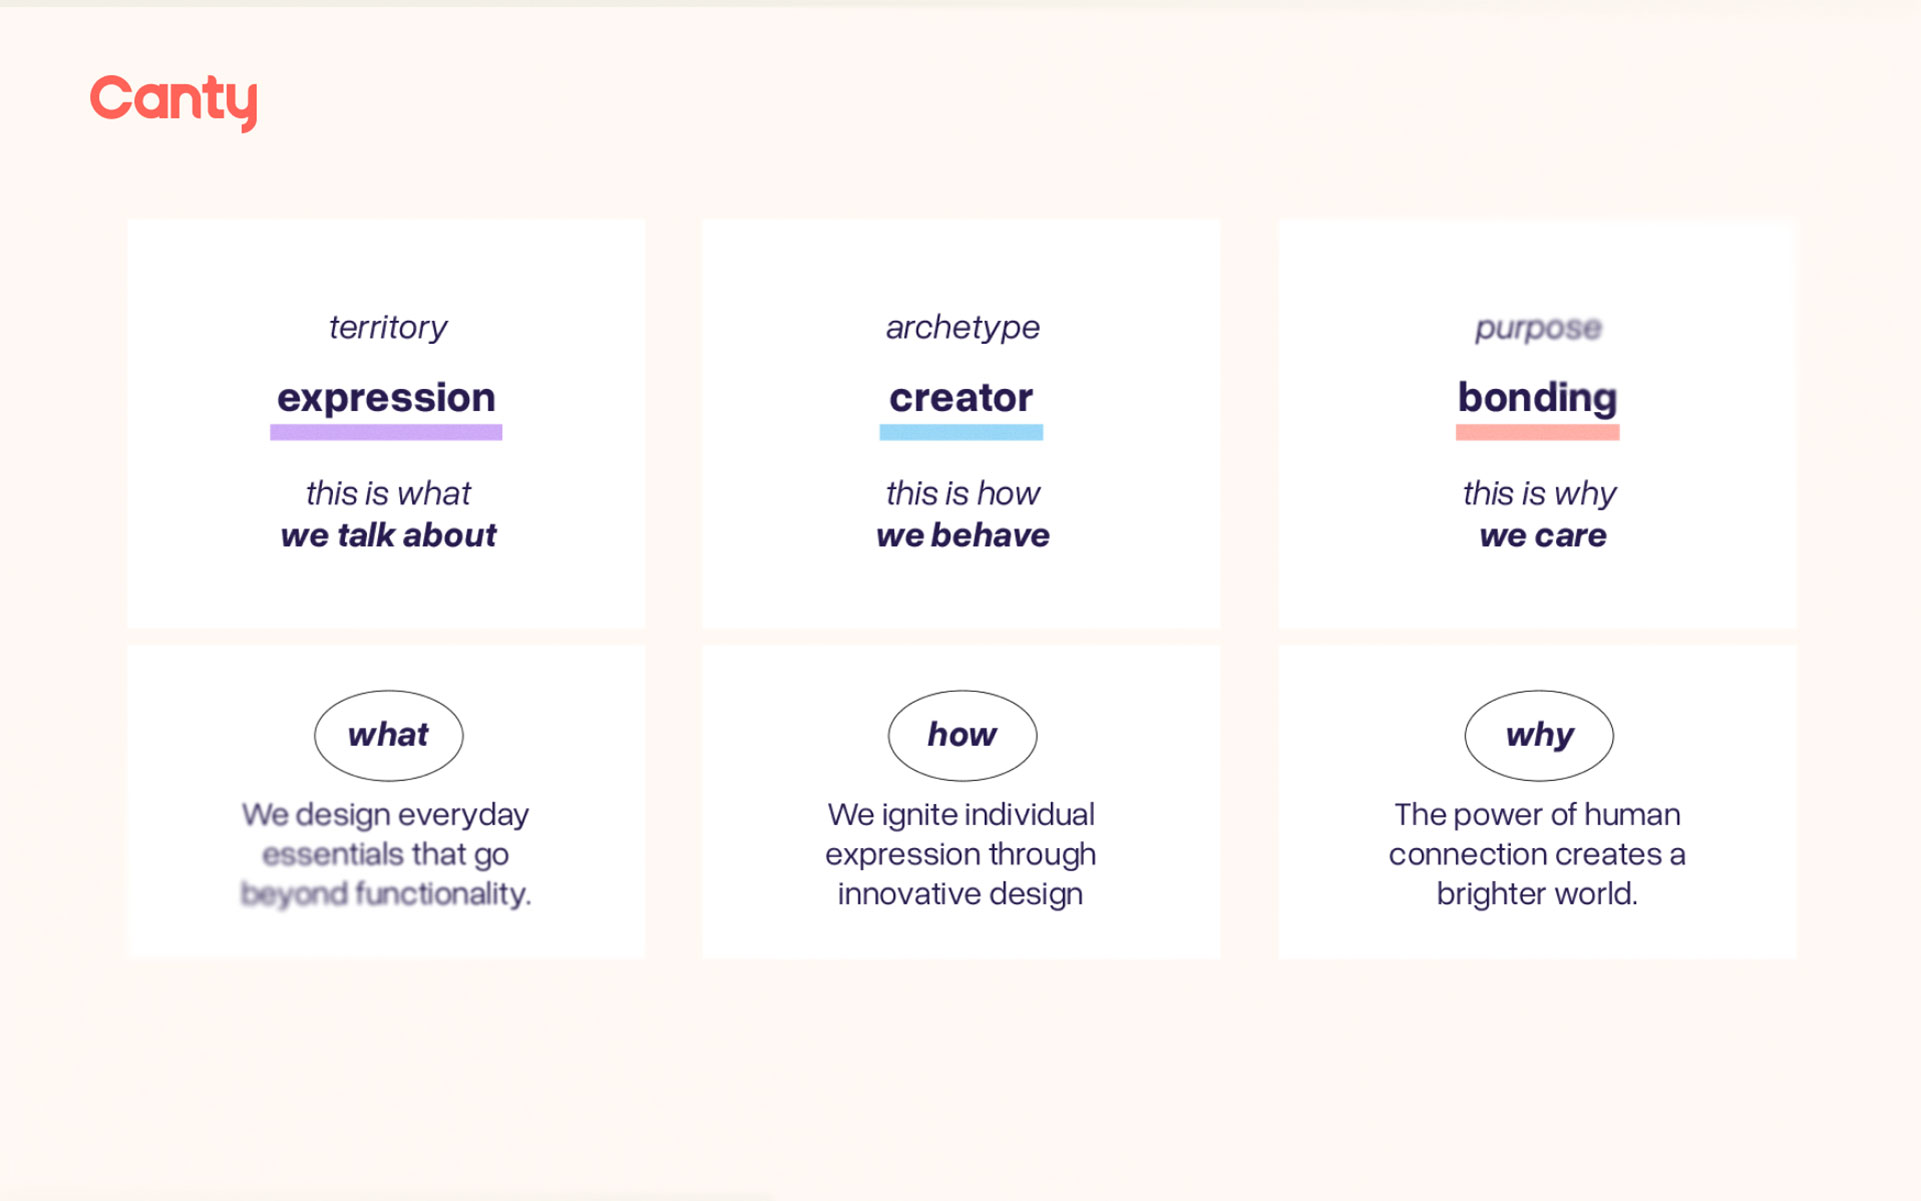 Canty
territory
expression
this is what
we talk about
archetype
creator
this is how
we behave
purpose
bonding
this is why
we care
what
We design everyday
essentials that go
beyond functionality.
how
We ignite individual
expression through
innovative design
why
The power of human
connection creates a
brighter world.